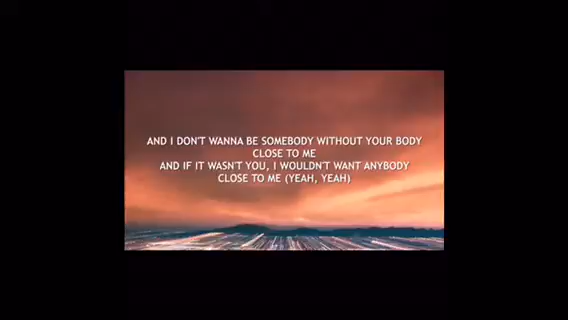 AND I DON'T WANNA BE SOMEBODY WITHOUT YOUR BODY
CLOSE TO ME
AND IF IT WASN'T YOU, I WOULDN'T WANT ANYBODY
CLOSE TO ME (YEAH, YEAH)